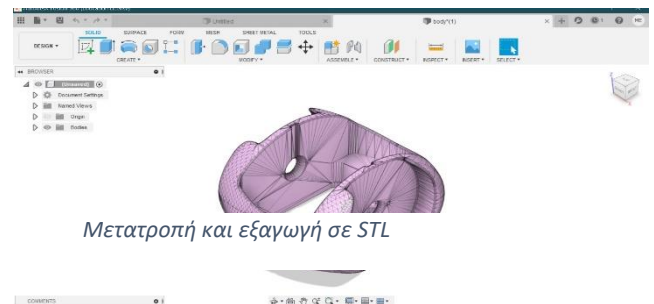 Untitled
body*(1)
SOLID SURFACE FORM MESH SHEET METAL TOOLS
DESIGN
CREATE MODIFY ASSEMBLE CONSTRUCT INSPECT INSERT SELECT
BROWSER
(Unsaved)
Document Settings
Named Views
Origin
Bodies
Μετατροπή και εξαγωγή σε STL
COMMENTS